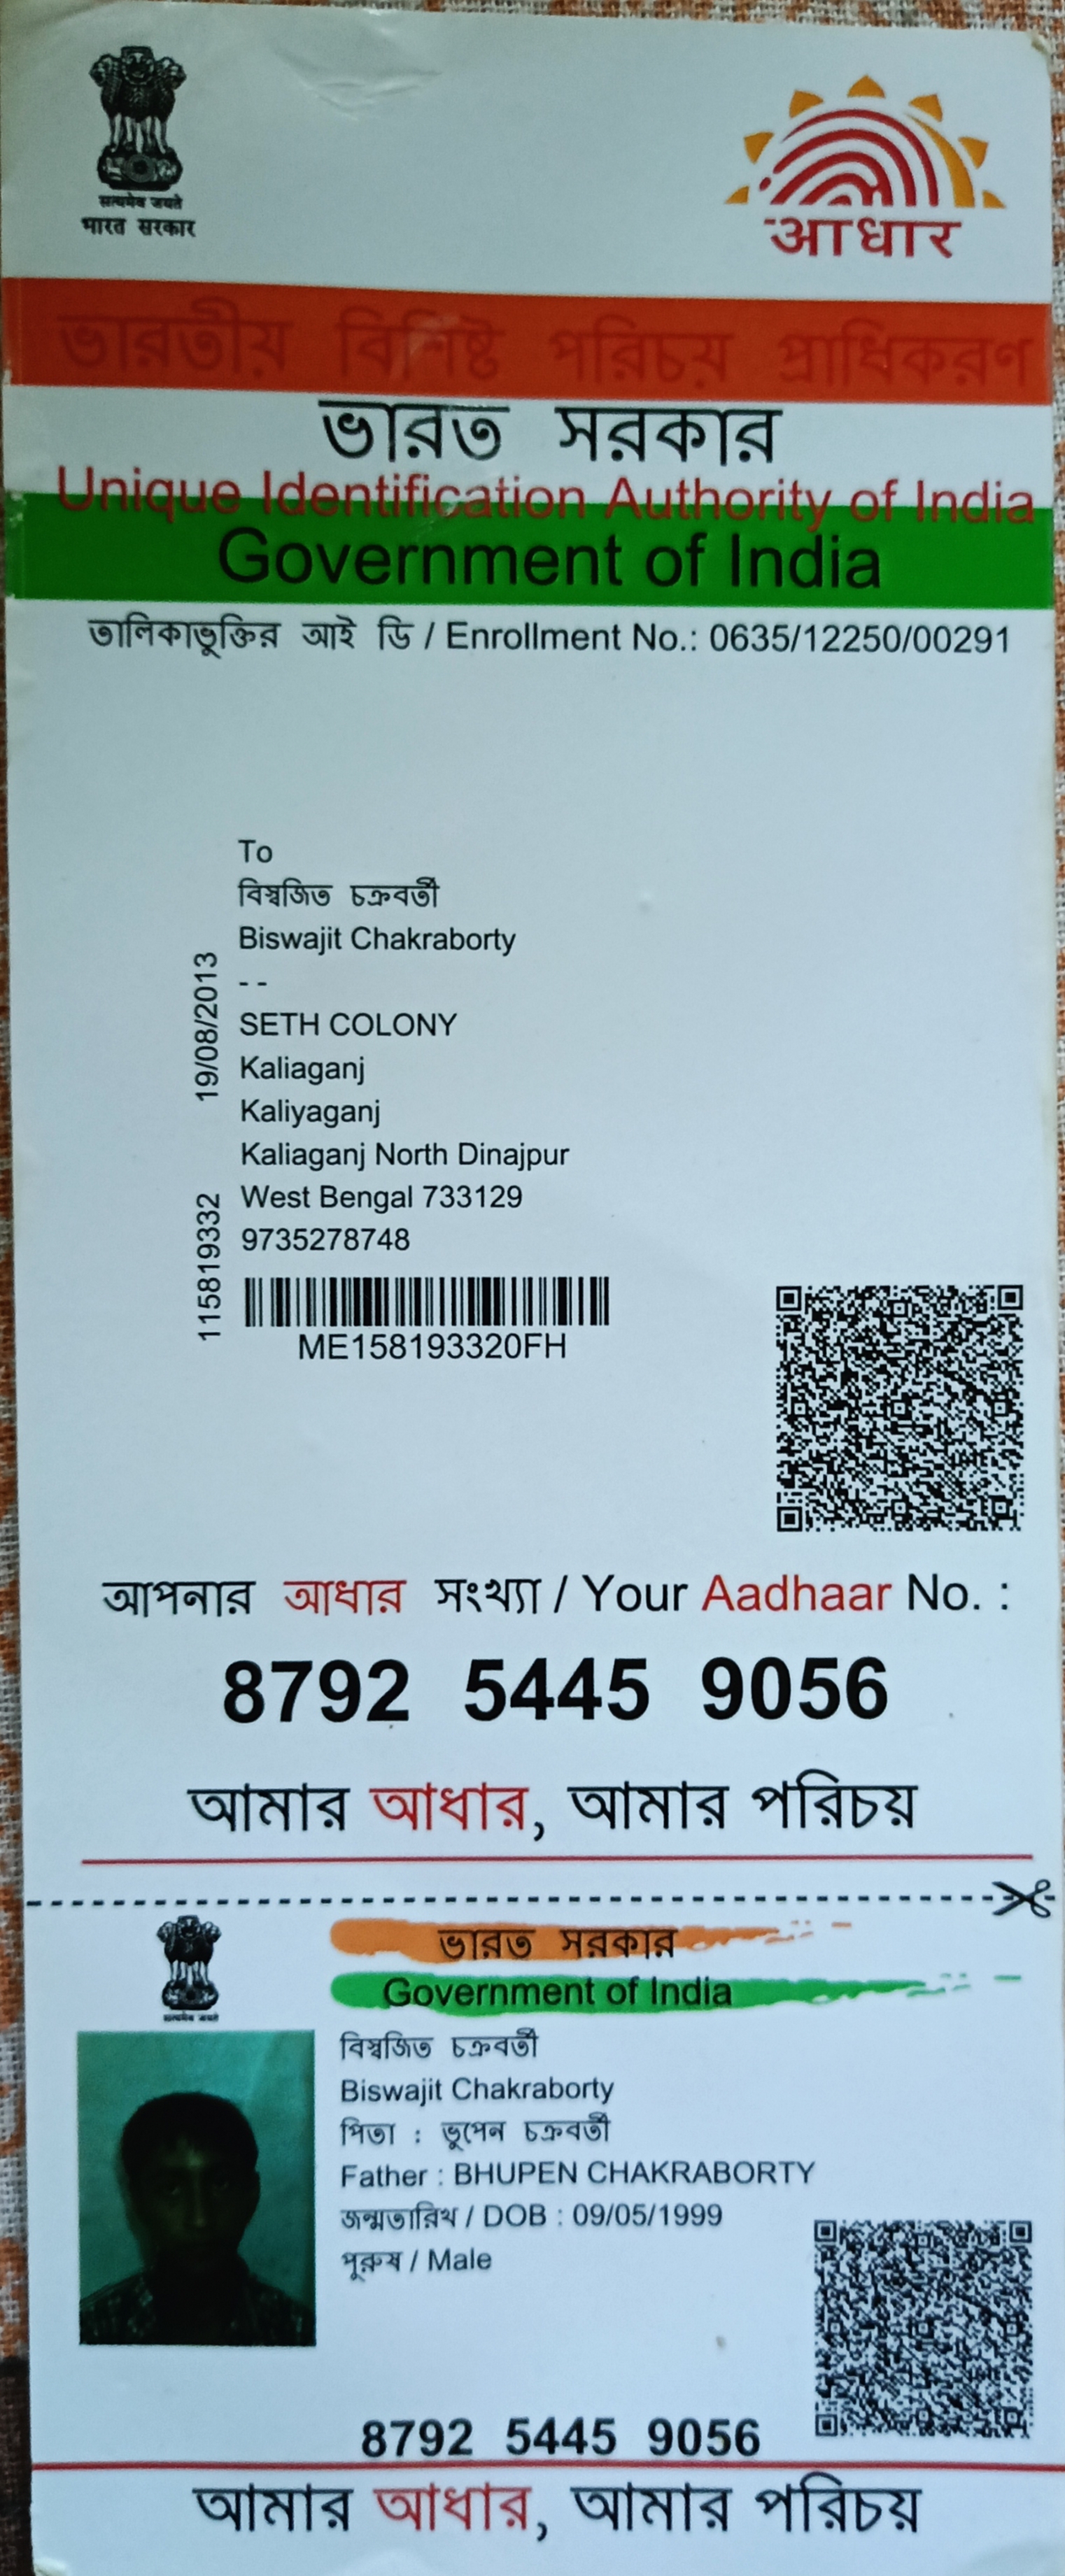 सत्यमेव जयते
भारत सरकार
आधार
ভারতীয় বিশিষ্ট পরিচয় প্রাধিকরণ
ভারত সরকার
Unique Identification Authority of India
Government of India
তালিকাভুক্তির আই ডি / Enrollment No.: 0635/12250/00291
To
বিস্বজিত চক্রবর্তী
Biswajit Chakraborty
- -
SETH COLONY
Kaliaganj
Kaliyaganj
Kaliaganj North Dinajpur
West Bengal 733129
9735278748
19/08/2013
115819332
ME158193320FH
আপনার আধার সংখ্যা / Your Aadhaar No. :
8792 5445 9056
আমার আধার, আমার পরিচয়
ভারত সরকার
Government of India
सत्यमेव जयते
বিস্বজিত চক্রবর্তী
Biswajit Chakraborty
পিতা : ভুপেন চক্রবর্তী
Father : BHUPEN CHAKRABORTY
জন্মতারিখ / DOB : 09/05/1999
পুরুষ / Male
8792 5445 9056
আমার আধার, আমার পরিচয়